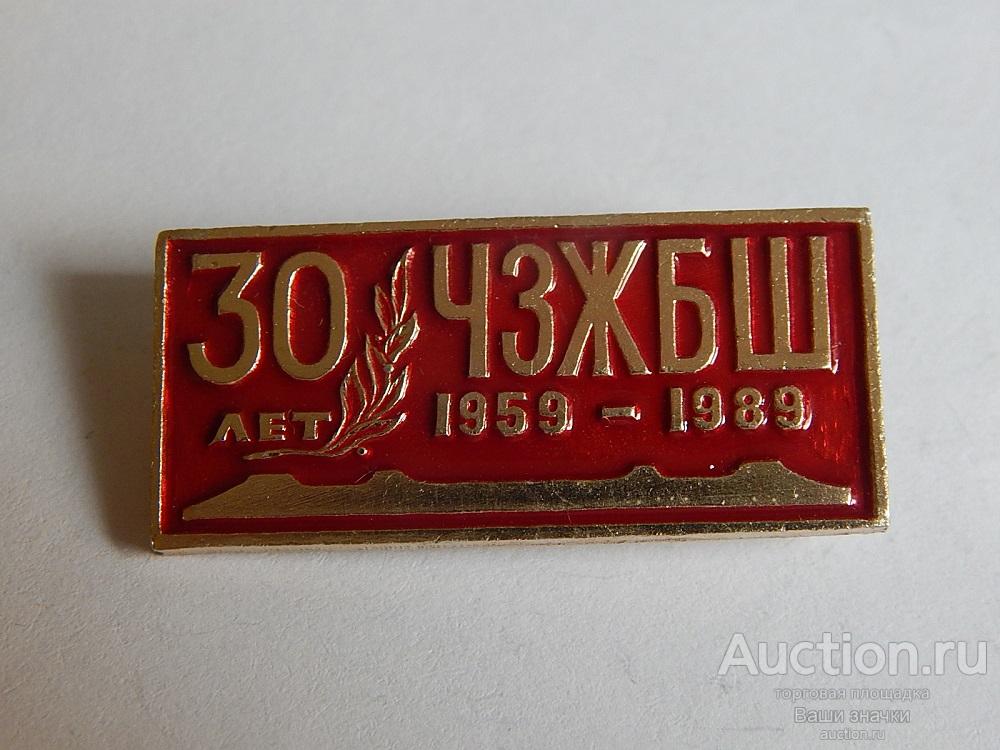 30 ЧЗЖБШ
ЛЕТ 1959 - 1989
Auction.ru
торговая площадка
Ваши значки
auction.ru